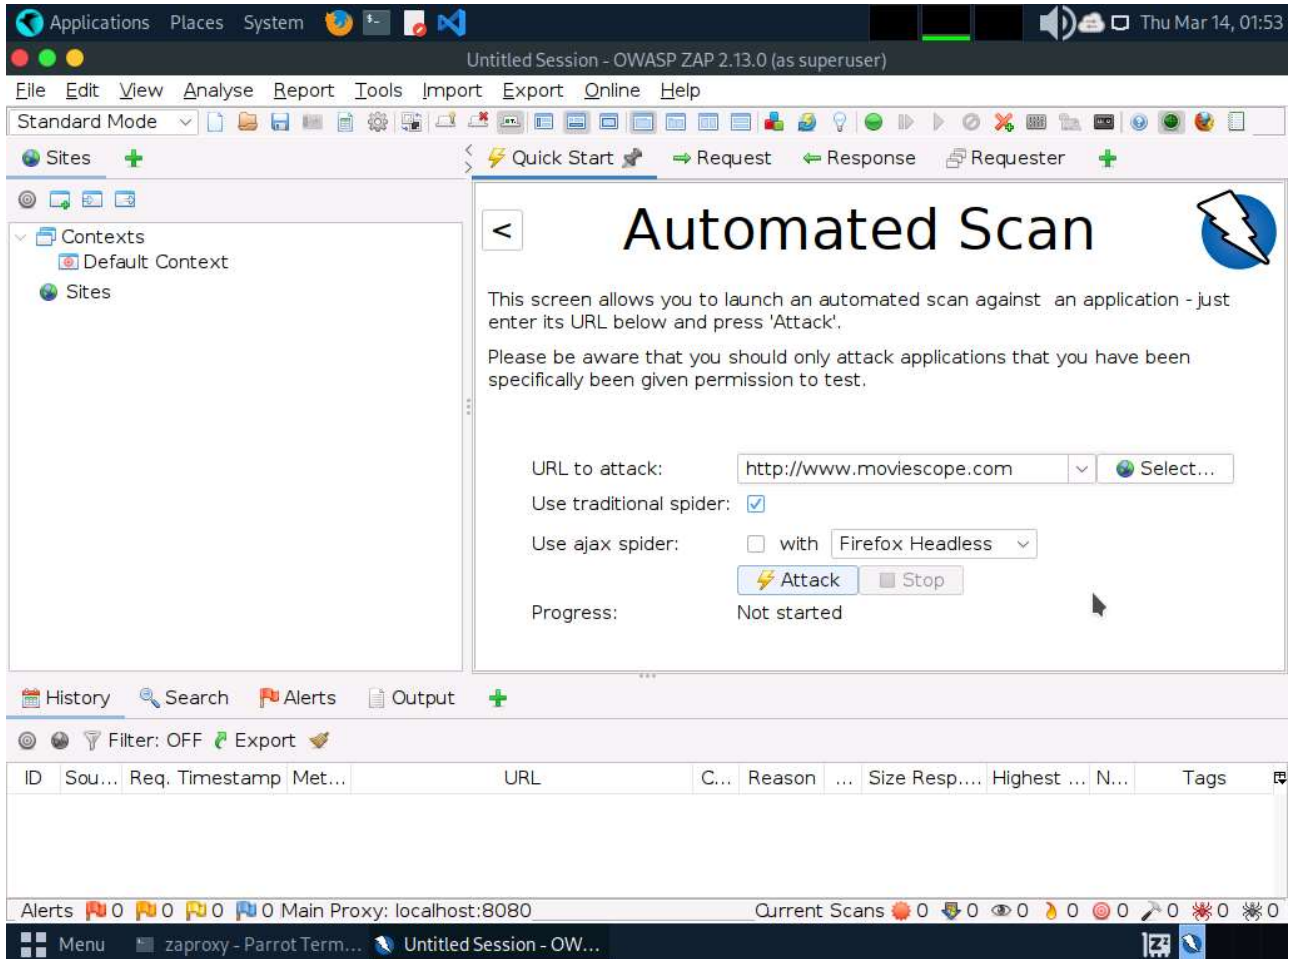 Applications Places System Thu Mar 14, 01:53
Untitled Session - OWASP ZAP 2.13.0 (as superuser)
File Edit View Analyse Report Tools Import Export Online Help
Standard Mode
Sites Quick Start Request Response Requester
< Automated Scan
Contexts
Default Context
Sites
This screen allows you to launch an automated scan against an application - just
enter its URL below and press 'Attack'.
Please be aware that you should only attack applications that you have been
specifically been given permission to test.
URL to attack: http://www.moviescope.com Select...
Use traditional spider:
Use ajax spider: with Firefox Headless
Attack Stop
Progress: Not started
History Search Alerts Output
Filter: OFF Export
ID Sou... Req. Timestamp Met... URL C... Reason ... Size Resp.... Highest ... N... Tags
Alerts 0 0 0 0 Main Proxy: localhost:8080 Current Scans 0 0 0 0 0 0 0 0
Menu zaproxy - Parrot Term... Untitled Session - OW...